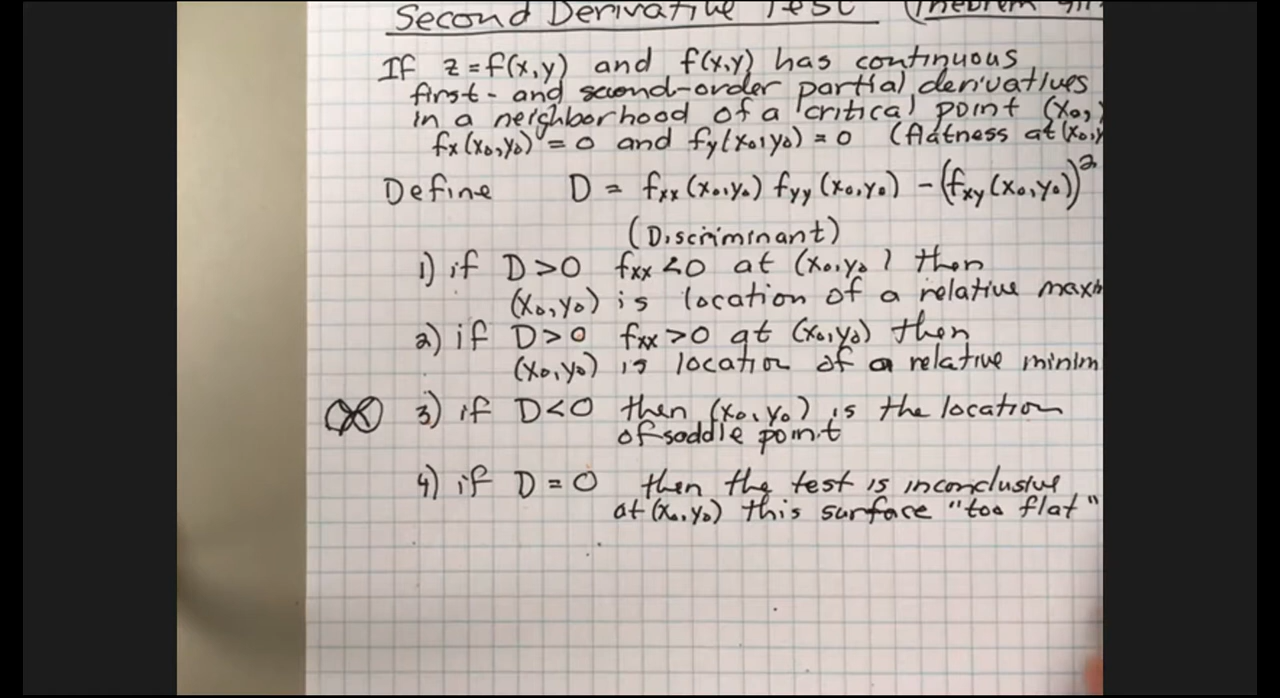 Second Derivative Test (Theorem
If z = f(x,y) and f(x,y) has continuous
first- and second-order partial derivatives
in a neighborhood of a critical point (x₀,
fx(x₀,y₀) = 0 and fy(x₀,y₀) = 0 (flatness at (x₀,y
Define D = fxx(x₀,y₀) fyy(x₀,y₀) - (fxy(x₀,y₀))²
(Discriminant)
1) if D>0 fxx<0 at (x₀,y₀) then
(x₀,y₀) is location of a relative maxim
2) if D>0 fxx>0 at (x₀,y₀) then
(x₀,y₀) is location of a relative minim
3) if D<0 then (x₀,y₀) is the location
of saddle point
4) if D = 0 then the test is inconclusive
at (x₀,y₀) this surface "too flat"